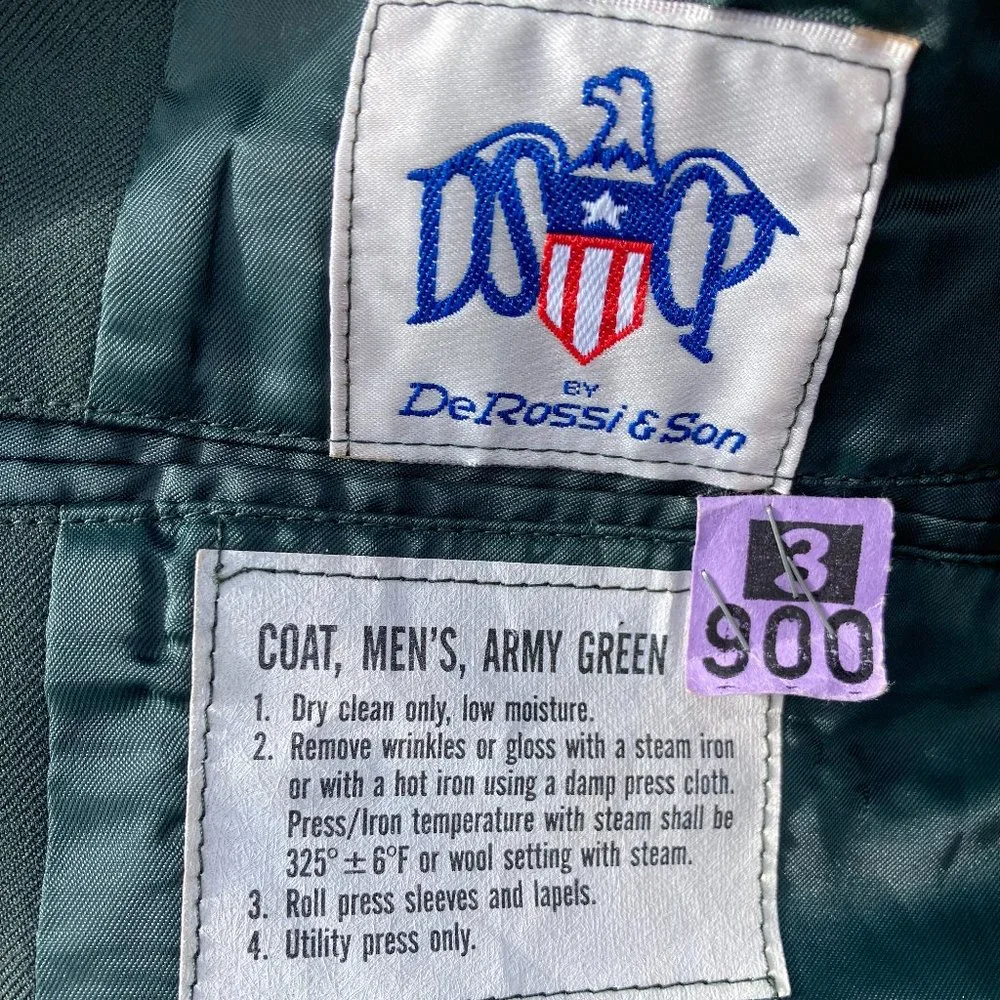 DSCP
BY
DeRossi & Son
3
900
COAT, MEN'S, ARMY GREEN
1. Dry clean only, low moisture.
2. Remove wrinkles or gloss with a steam iron
or with a hot iron using a damp press cloth.
Press/Iron temperature with steam shall be
325° ± 6°F or wool setting with steam.
3. Roll press sleeves and lapels.
4. Utility press only.